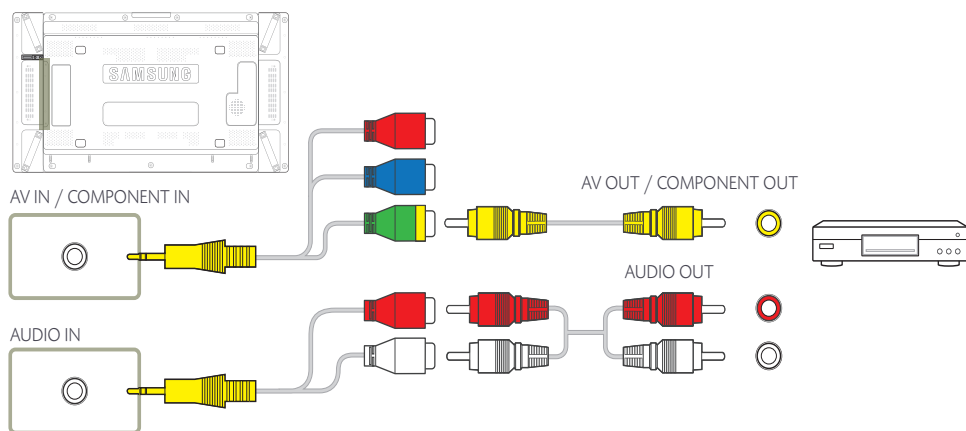 SAMSUNG
AV IN / COMPONENT IN
AV OUT / COMPONENT OUT
AUDIO OUT
AUDIO IN